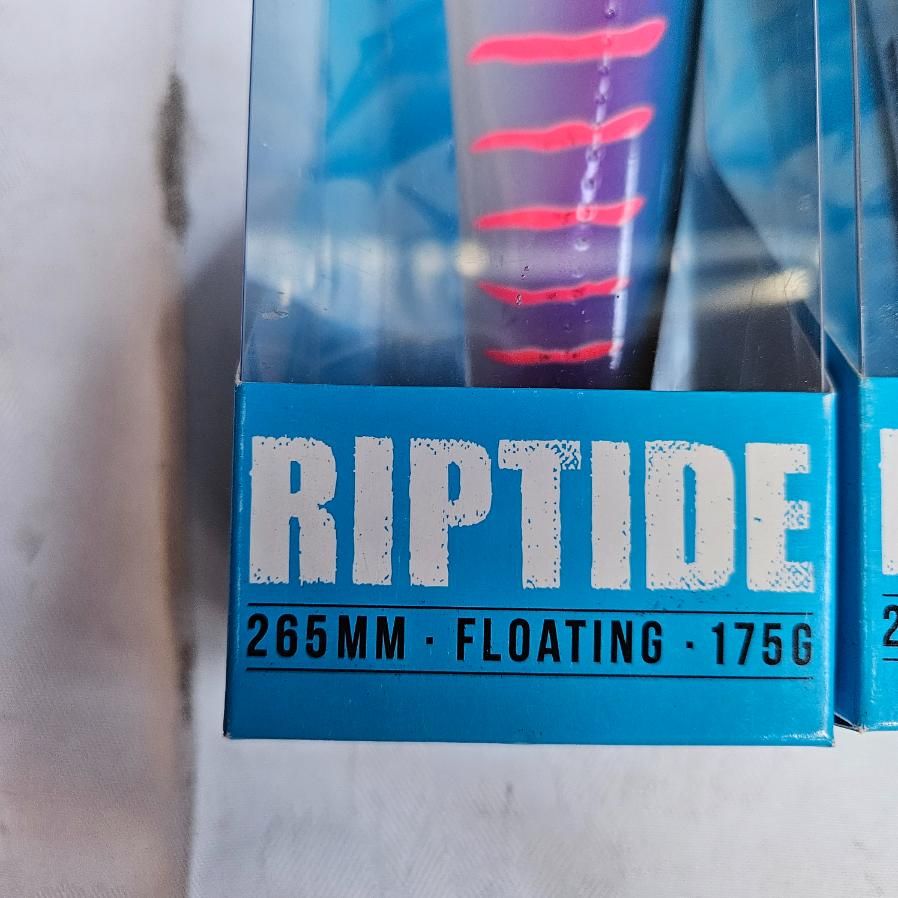 RIPTIDE
265MM · FLOATING · 175G